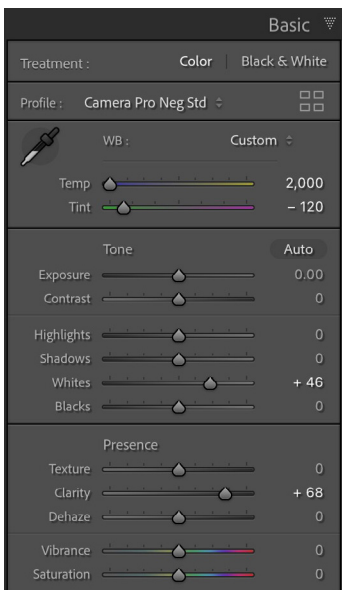 Basic
Treatment : Color | Black & White
Profile : Camera Pro Neg Std
WB : Custom
Temp 2,000
Tint – 120
Tone Auto
Exposure 0.00
Contrast 0
Highlights 0
Shadows 0
Whites + 46
Blacks 0
Presence
Texture 0
Clarity + 68
Dehaze 0
Vibrance 0
Saturation 0